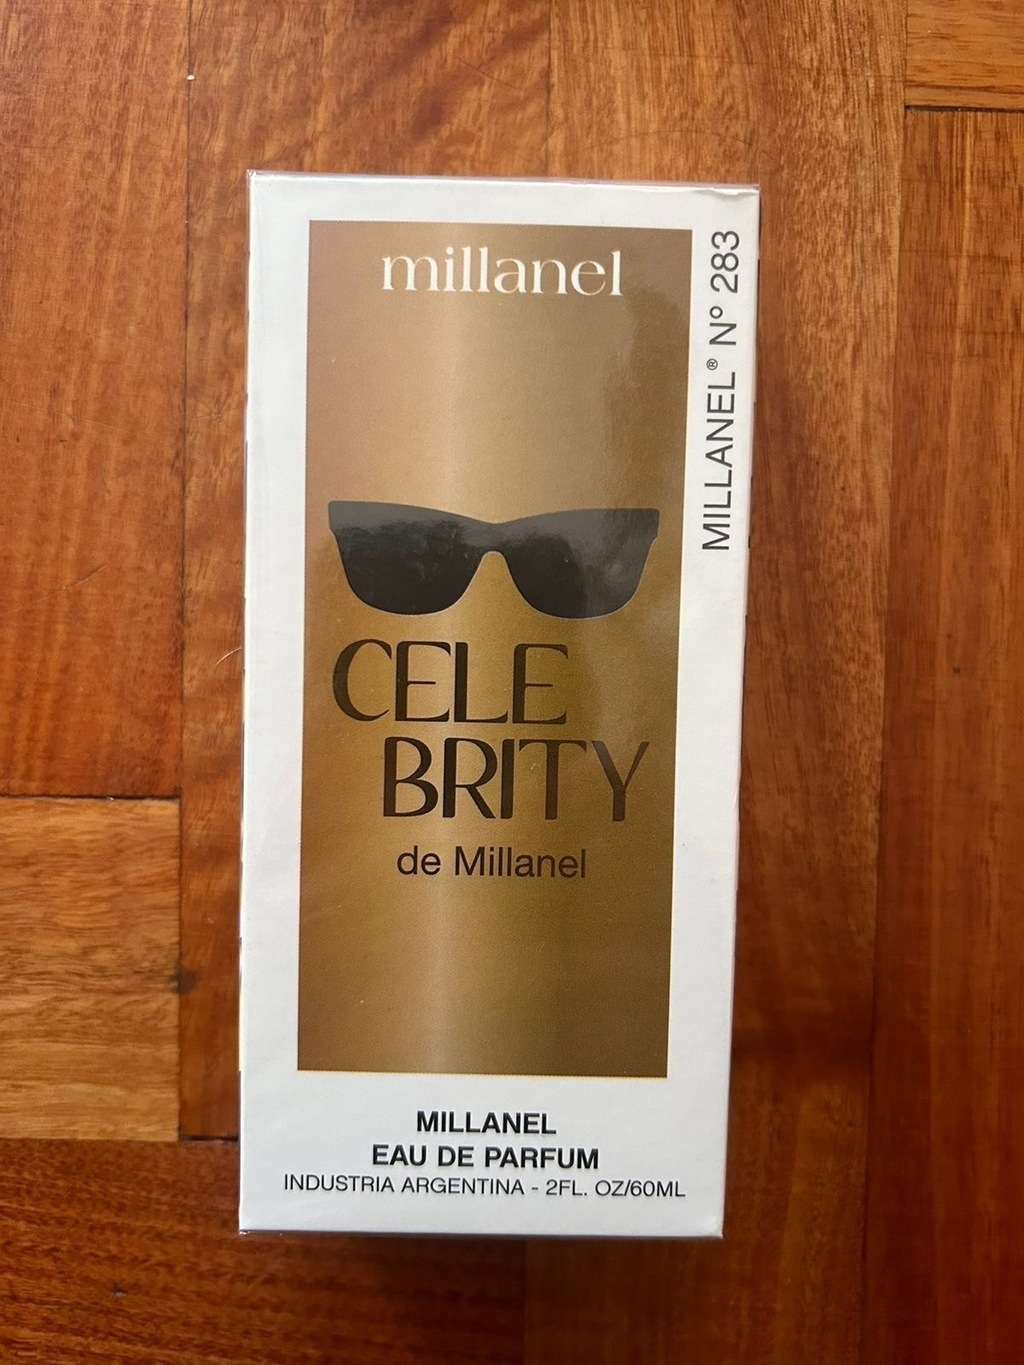 millanel
MILLANEL® N° 283
CELE
BRITY
de Millanel
MILLANEL
EAU DE PARFUM
INDUSTRIA ARGENTINA - 2FL. OZ/60ML